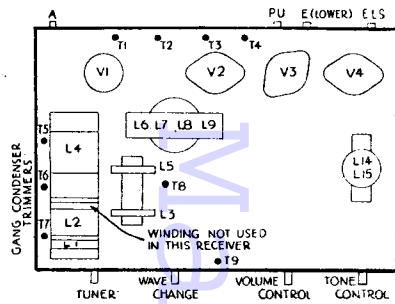 A PU E (LOWER) E LS
T1 T2 T3 T4
V1 V2 V3 V4
L6 L7 L8 L9
T5
L4
L14
L15
L5
T6
T8
GANG CONDENSER
TRIMMERS
L3
L2
WINDING NOT USED
IN THIS RECEIVER
T7
L1
T9
TUNER WAVE CHANGE VOLUME CONTROL TONE CONTROL